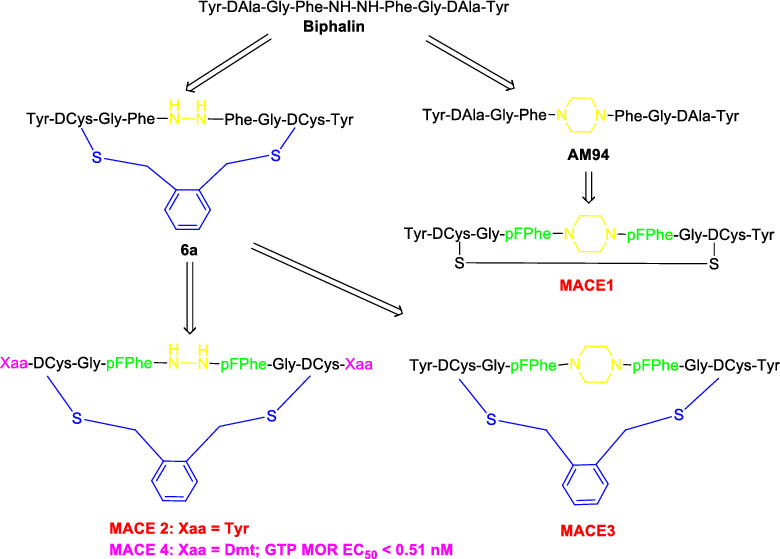 Tyr-DAla-Gly-Phe-NH-NH-Phe-Gly-DAla-Tyr
Biphalin
H H
Tyr-DCys-Gly-Phe-N-N-Phe-Gly-DCys-Tyr
S S
6a
Tyr-DAla-Gly-Phe-N N-Phe-Gly-DAla-Tyr
AM94
Tyr-DCys-Gly-pFPhe-N N-pFPhe-Gly-DCys-Tyr
S S
MACE1
H H
Xaa-DCys-Gly-pFPhe-N-N-pFPhe-Gly-DCys-Xaa
S S
MACE 2: Xaa = Tyr
MACE 4: Xaa = Dmt; GTP MOR EC50 < 0.51 nM
Tyr-DCys-Gly-pFPhe-N N-pFPhe-Gly-DCys-Tyr
S S
MACE3